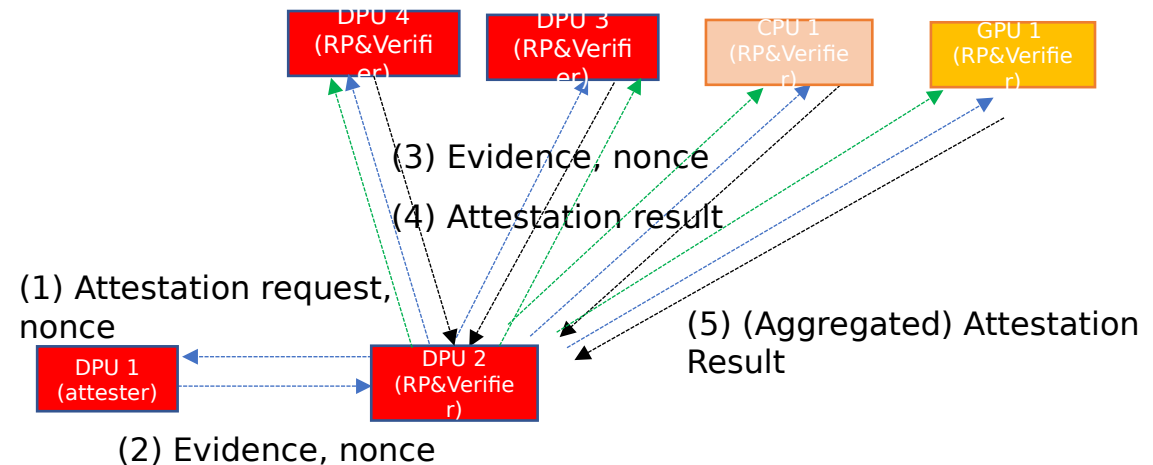 DPU 4
(RP&Verifi
er)
DPU 3
(RP&Verifi
er)
CPU 1
(RP&Verifie
r)
GPU 1
(RP&Verifie
r)
(3) Evidence, nonce
(4) Attestation result
(1) Attestation request,
nonce
(5) (Aggregated) Attestation
Result
DPU 1
(attester)
DPU 2
(RP&Verifie
r)
(2) Evidence, nonce